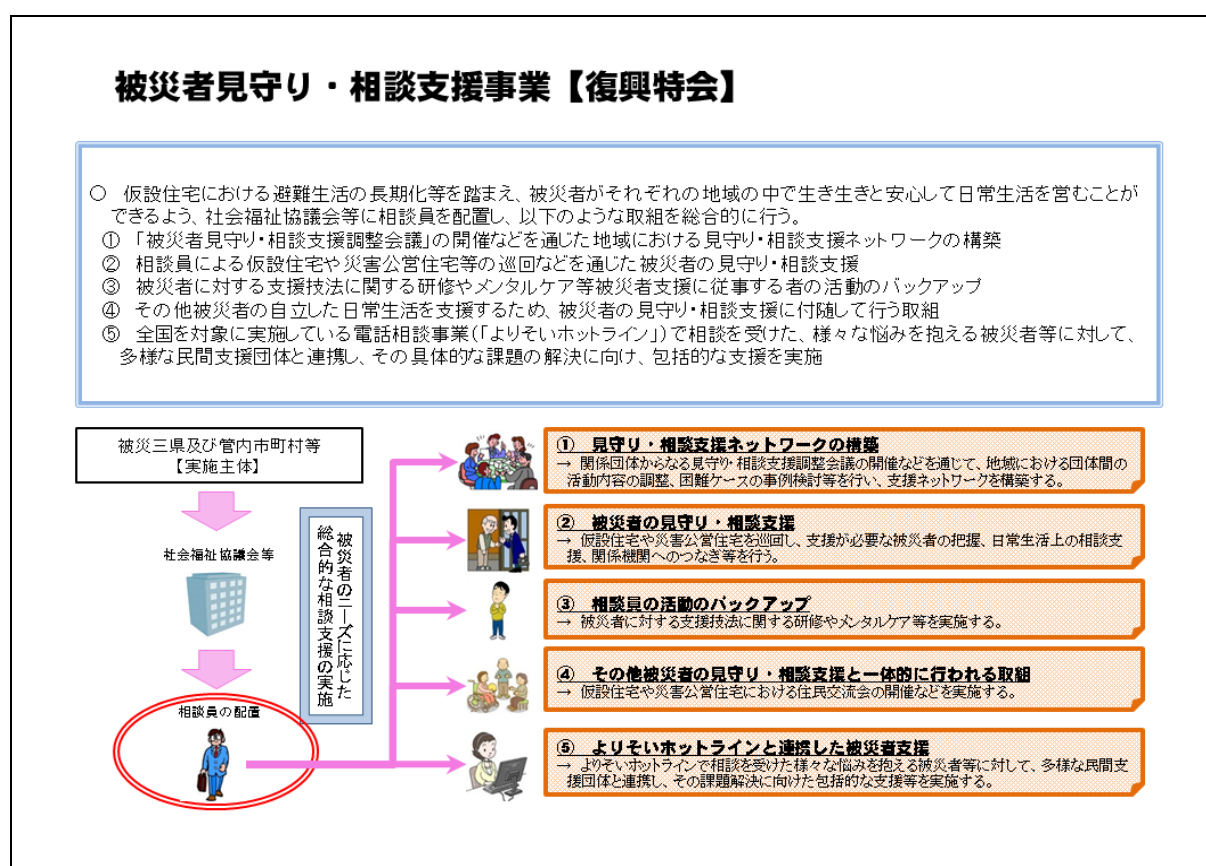 被災者見守り・相談支援事業【復興特会】
○ 仮設住宅における避難生活の長期化等を踏まえ、被災者がそれぞれの地域の中で生き生きと安心して日常生活を営むことが
できるよう、社会福祉協議会等に相談員を配置し、以下のような取組を総合的に行う。
① 「被災者見守り・相談支援調整会議」の開催などを通じた地域における見守り・相談支援ネットワークの構築
② 相談員による仮設住宅や災害公営住宅等の巡回などを通じた被災者の見守り・相談支援
③ 被災者に対する支援技法に関する研修やメンタルケア等被災者支援に従事する者の活動のバックアップ
④ その他被災者の自立した日常生活を支援するため、被災者の見守り・相談支援に付随して行う取組
⑤ 全国を対象に実施している電話相談事業(「よりそいホットライン」)で相談を受けた、様々な悩みを抱える被災者等に対して、
多様な民間支援団体と連携し、その具体的な課題の解決に向け、包括的な支援を実施
被災三県及び管内市町村等
【実施主体】
社会福祉協議会等
相談員の配置
被災者のニーズに応じた
総合的な相談支援の実施
① 見守り・相談支援ネットワークの構築
→ 関係団体からなる見守り・相談支援調整会議の開催などを通じて、地域における団体間の
活動内容の調整、困難ケースの事例検討等を行い、支援ネットワークを構築する。
② 被災者の見守り・相談支援
→ 仮設住宅や災害公営住宅を巡回し、支援が必要な被災者の把握、日常生活上の相談支
援、関係機関へのつなぎ等を行う。
③ 相談員の活動のバックアップ
→ 被災者に対する支援技法に関する研修やメンタルケア等を実施する。
④ その他被災者の見守り・相談支援と一体的に行われる取組
→ 仮設住宅や災害公営住宅における住民交流会の開催などを実施する。
⑤ よりそいホットラインと連携した被災者支援
→ よりそいホットラインで相談を受けた様々な悩みを抱える被災者等に対して、多様な民間支
援団体と連携し、その課題解決に向けた包括的な支援等を実施する。